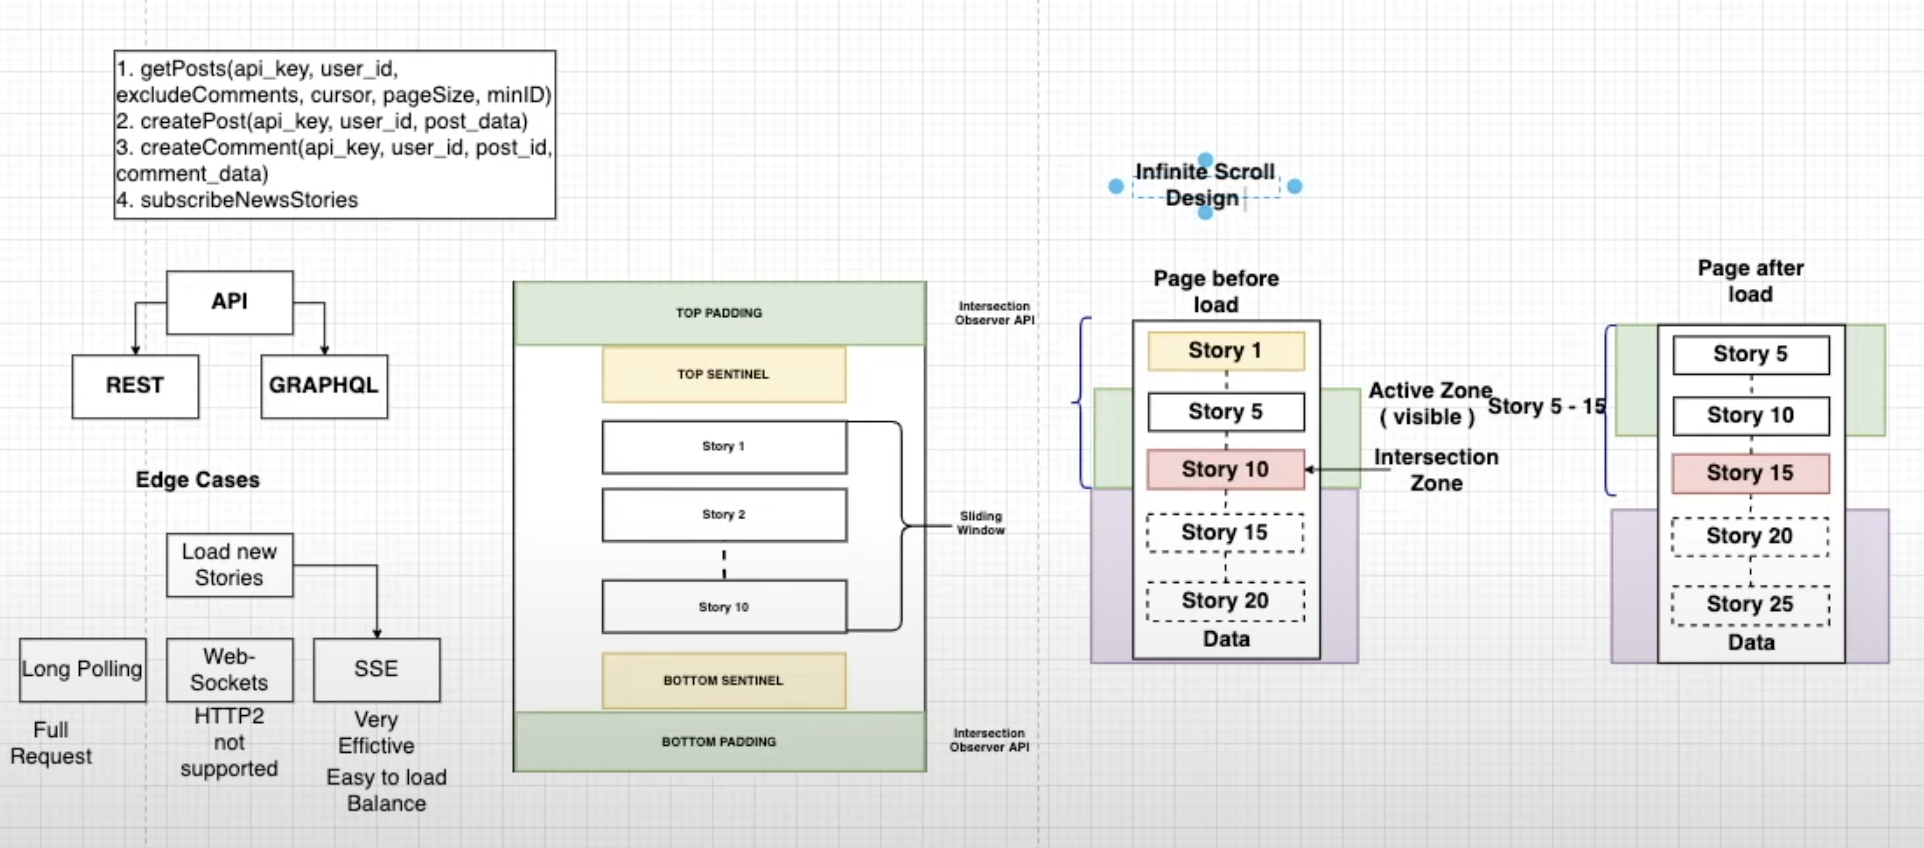 1. getPosts(api_key, user_id,
excludeComments, cursor, pageSize, minID)
2. createPost(api_key, user_id, post_data)
3. createComment(api_key, user_id, post_id,
comment_data)
4. subscribeNewsStories
API
REST
GRAPHQL
Edge Cases
Load new
Stories
Long Polling
Web-
Sockets
SSE
Full
Request
HTTP2
not
supported
Very
Effictive
Easy to load
Balance
TOP PADDING
Intersection
Observer API
TOP SENTINEL
Story 1
Story 2
Sliding
Window
Story 10
BOTTOM SENTINEL
BOTTOM PADDING
Intersection
Observer API
Infinite Scroll
Design
Page before
load
Story 1
Story 5
Story 10
Story 15
Story 20
Data
Active Zone
( visible )
Intersection
Zone
Story 5 - 15
Page after
load
Story 5
Story 10
Story 15
Story 20
Story 25
Data